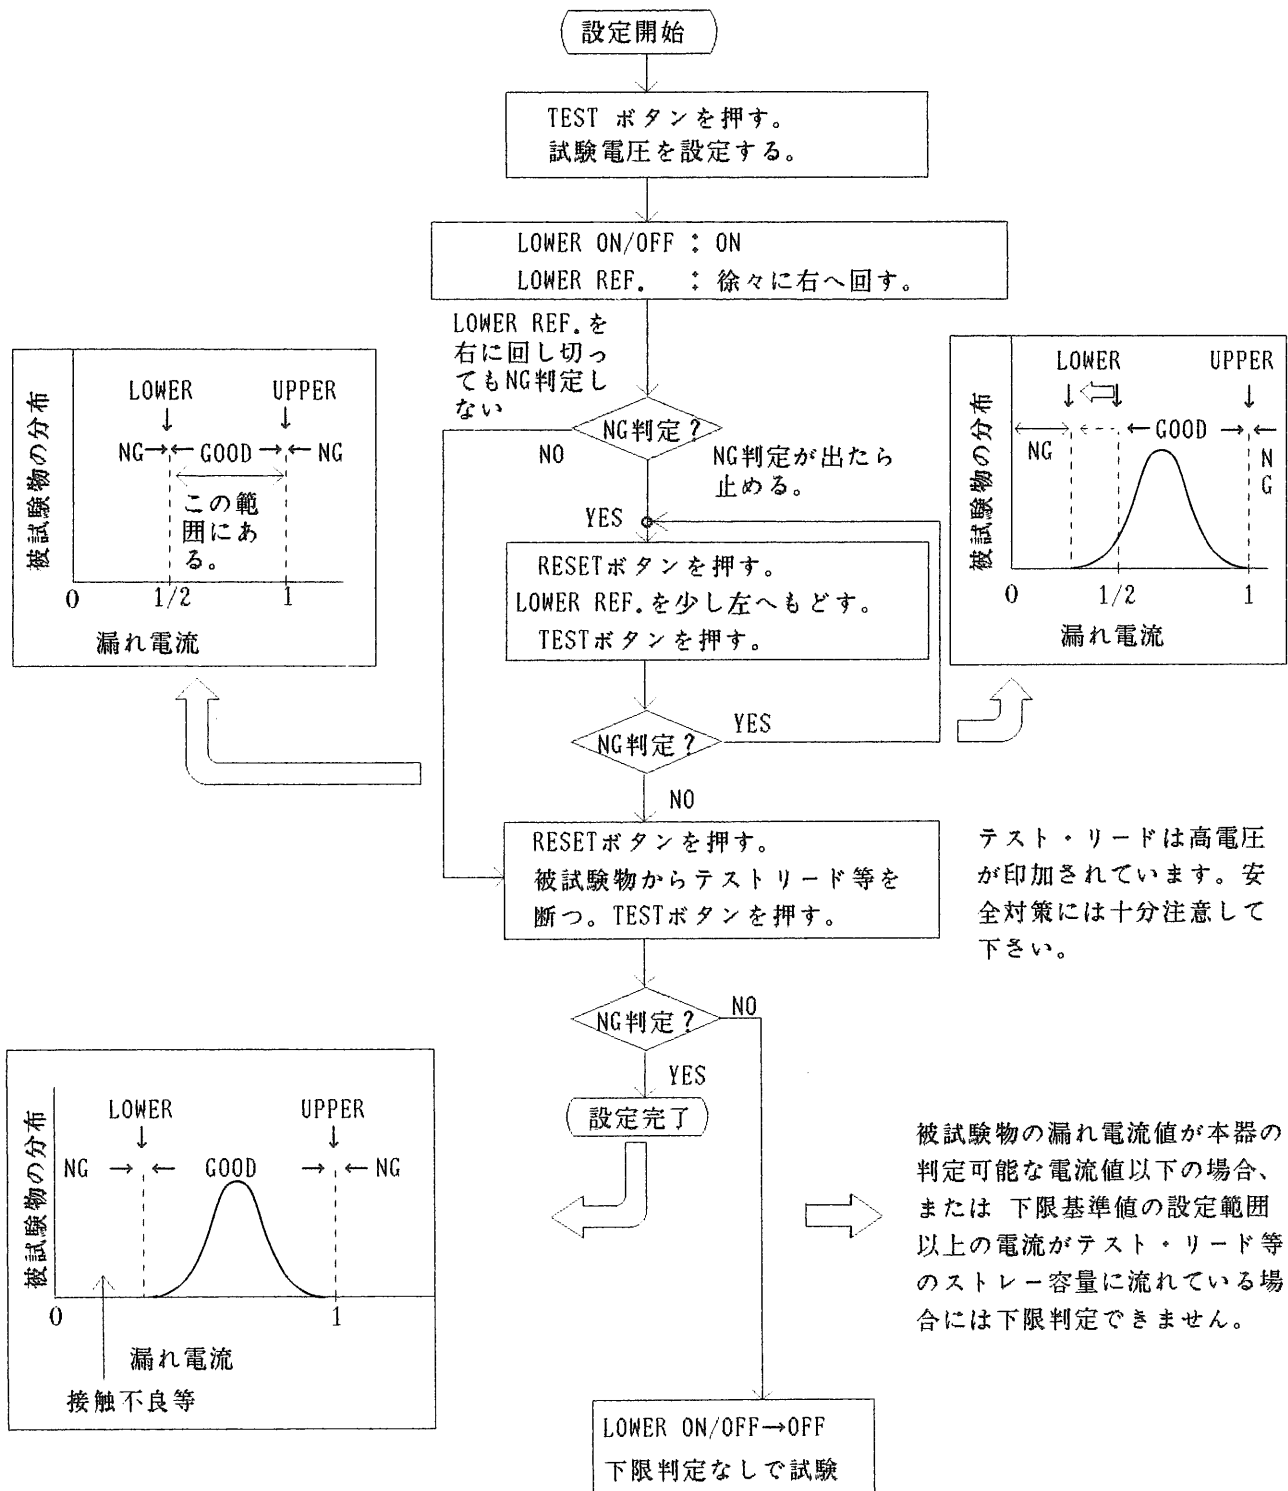 設定開始
TEST ボタンを押す。
試験電圧を設定する。
LOWER ON/OFF : ON
LOWER REF. : 徐々に右へ回す。
LOWER REF.を
右に回し切っ
てもNG判定し
ない
NG判定?
NO
NG判定が出たら
止める。
YES
RESETボタンを押す。
LOWER REF.を少し左へもどす。
TESTボタンを押す。
NG判定?
YES
NO
RESETボタンを押す。
被試験物からテストリード等を
断つ。TESTボタンを押す。
NG判定?
NO
YES
設定完了
LOWER ON/OFF→OFF
下限判定なしで試験
被試験物の分布
LOWER UPPER
NG→←GOOD→←NG
この範
囲にあ
る。
0 1/2 1
漏れ電流
被試験物の分布
LOWER UPPER
NG ←GOOD→←NG
0 1/2 1
漏れ電流
テスト・リードは高電圧
が印加されています。安
全対策には十分注意して
下さい。
被試験物の分布
LOWER UPPER
NG →← GOOD →← NG
0 1
漏れ電流
接触不良等
被試験物の漏れ電流値が本器の
判定可能な電流値以下の場合、
または 下限基準値の設定範囲
以上の電流がテスト・リード等
のストレー容量に流れている場
合には下限判定できません。